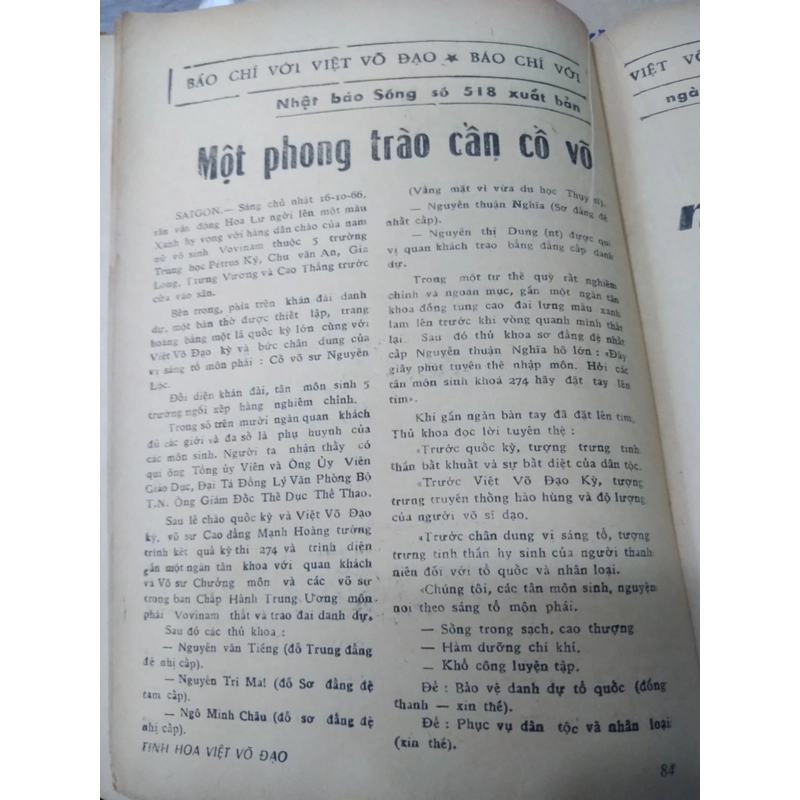 BÁO CHÍ VỚI VIỆT VÕ ĐẠO ★ BÁO CHÍ VỚI
Nhật báo Sóng số 518 xuất bản
Một phong trào cần cổ võ
SAIGON.— Sáng chủ nhật 16-10-66,
sân vận động Hoa Lư ngời lên một màu
Xanh hy vọng với hàng dân chào của nam
nữ võ sinh Vovinam thuộc 5 trường
Trung học Pétrus Ký, Chu văn An, Gia
Long, Trưng Vương và Cao Thắng trước
cửa vào sân.
Bên trong, phía trên khán đài danh
dự, một bàn thờ được thiết lập, trang
hoàng bằng một lá quốc kỳ lớn cùng với
Việt Võ Đạo kỳ và bức chân dung của
vị sáng tổ môn phái : Cố võ sư Nguyễn
Lộc.
Đối diện khán đài, tân môn sinh 5
trường ngồi xếp hàng nghiêm chỉnh.
Trong số trên mười ngàn quan khách
đủ các giới và đa số là phụ huynh của
các môn sinh. Người ta nhận thấy có
quí ông Tổng ủy Viên và Ông Ủy Viên
Giáo Dục, Đại Tá Đổng Lý Văn Phòng Bộ
T.N. Ông Giám Đốc Thể Dục Thể Thao.
Sau lễ chào quốc kỳ và Việt Võ Đạo
kỳ, võ sư Cao đẳng Mạnh Hoàng tường
trình kết quả kỳ thi 274 và trình diện
gần một ngàn tân khoa với quan khách
và Võ sư Chưởng môn và các võ sư
trong ban Chấp Hành Trung Ương môn
phái Vovinam thắt và trao đai danh dự.
Sau đó các thủ khoa :
— Nguyễn văn Tiếng (đỗ Trung đẳng
đệ nhị cấp).
— Nguyễn Tri Mai (đỗ Sơ đẳng đệ
tam cấp).
— Ngô Minh Châu (đỗ sơ đẳng đệ
nhị cấp).
TINH HOA VIỆT VÕ ĐẠO
(Vắng mặt vì vừa du học Thụy sĩ).
— Nguyễn thuận Nghĩa (Sơ đẳng đệ
nhất cấp).
— Nguyễn thị Dung (nt) được quí
vị quan khách trao bằng đẳng cấp danh
dự.
Trong một tư thế quỳ rất nghiêm
chỉnh và ngoạn mục, gần một ngàn tân
khoa đồng tung cao đai lưng màu xanh
lam lên trước khi vòng quanh mình thắt
lại. Sau đó thủ khoa sơ đẳng đệ nhất
cấp Nguyễn thuận Nghĩa hô lớn : «Đây
giây phút tuyên thệ nhập môn. Hỡi các
tân môn sinh khoá 274 hãy đặt tay lên
tim».
Khi gần ngàn bàn tay đã đặt lên tim,
Thủ khoa đọc lời tuyên thệ :
«Trước quốc kỳ, tượng trưng tinh
thần bất khuất và sự bất diệt của dân tộc.
«Trước Việt Võ Đạo Kỳ, tượng
trưng truyền thống hào hùng và độ lượng
của người võ sĩ đạo.
«Trước chân dung vị sáng tổ, tượng
trưng tinh thần hy sinh của người thanh
niên đối với tổ quốc và nhân loại.
«Chúng tôi, các tân môn sinh, nguyện
noi theo sáng tổ môn phái.
— Sống trong sạch, cao thượng
— Hàm dưỡng chí khí.
— Khổ công luyện tập.
Để : Bảo vệ danh dự tổ quốc (đồng
thanh — xin thề).
Để : Phục vụ dân tộc và nhân loại
(xin thề).
84
VIỆT VÕ
ngà